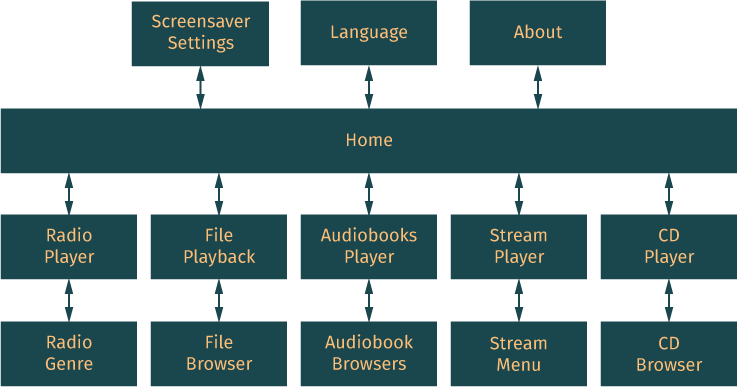 Screensaver
Settings
Language
About
Home
Radio
Player
File
Playback
Audiobooks
Player
Stream
Player
CD
Player
Radio
Genre
File
Browser
Audiobook
Browsers
Stream
Menu
CD
Browser